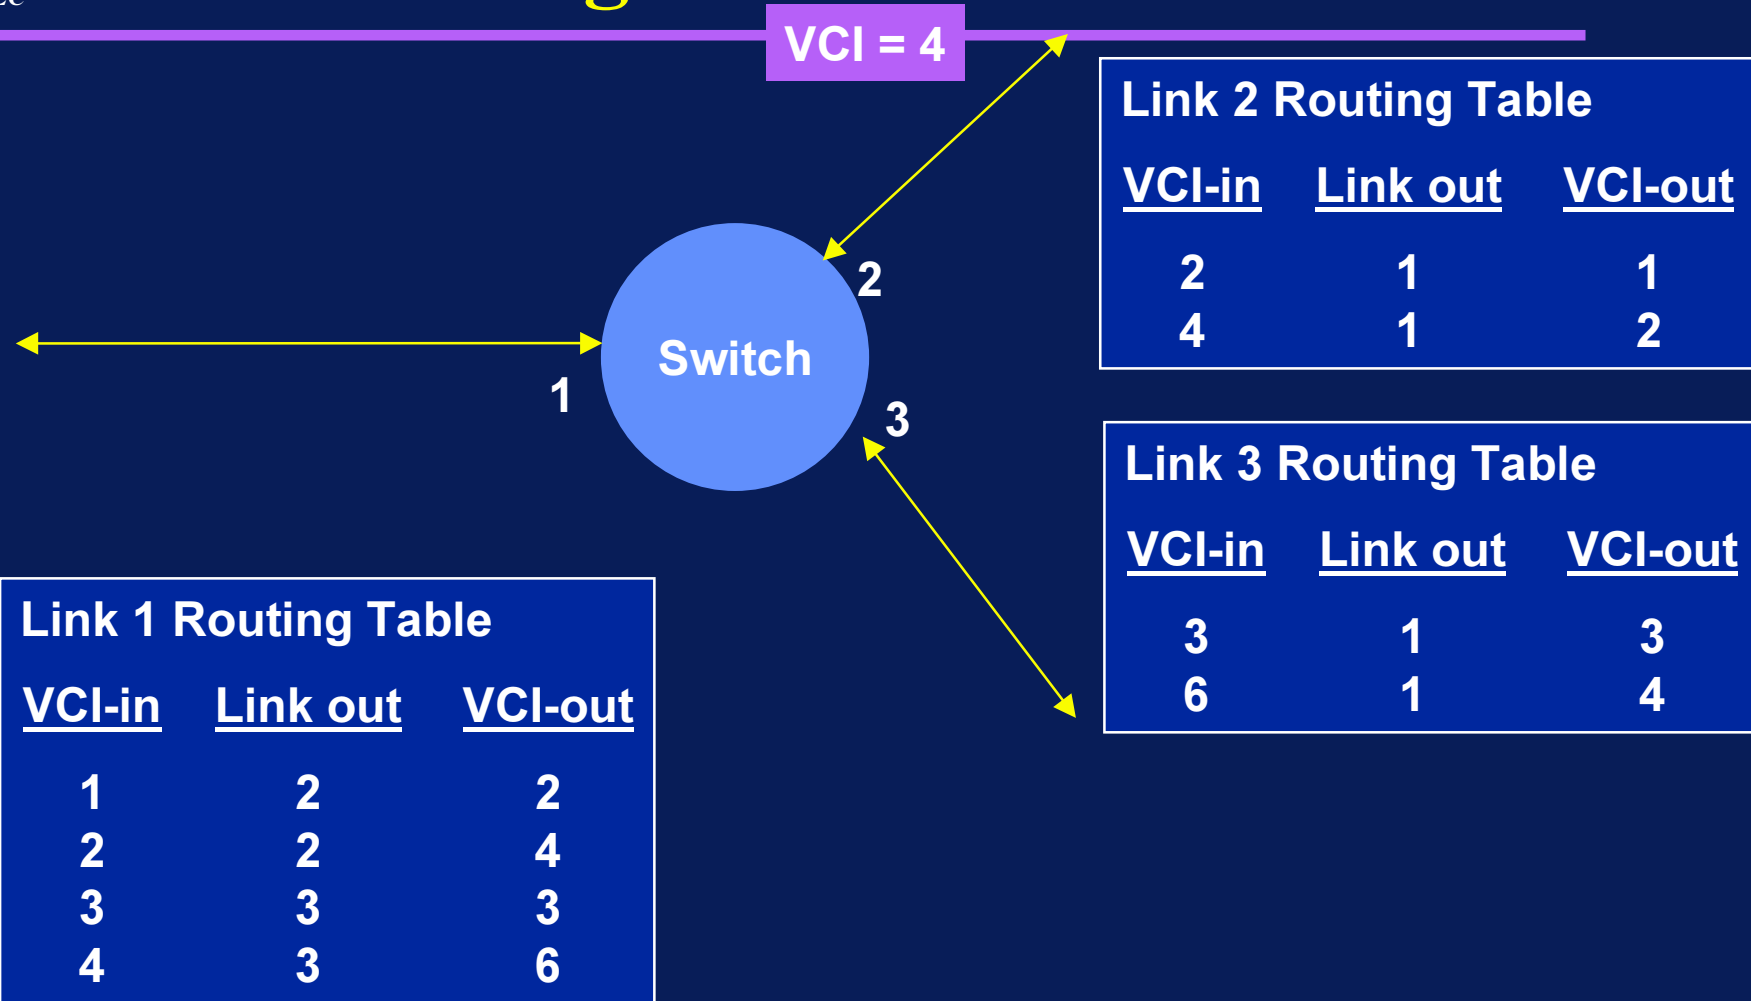 VCI = 4
Link 2 Routing Table
VCI-in Link out VCI-out
2 1 1
4 1 2
2
Switch
1
3
Link 3 Routing Table
VCI-in Link out VCI-out
3 1 3
6 1 4
Link 1 Routing Table
VCI-in Link out VCI-out
1 2 2
2 2 4
3 3 3
4 3 6